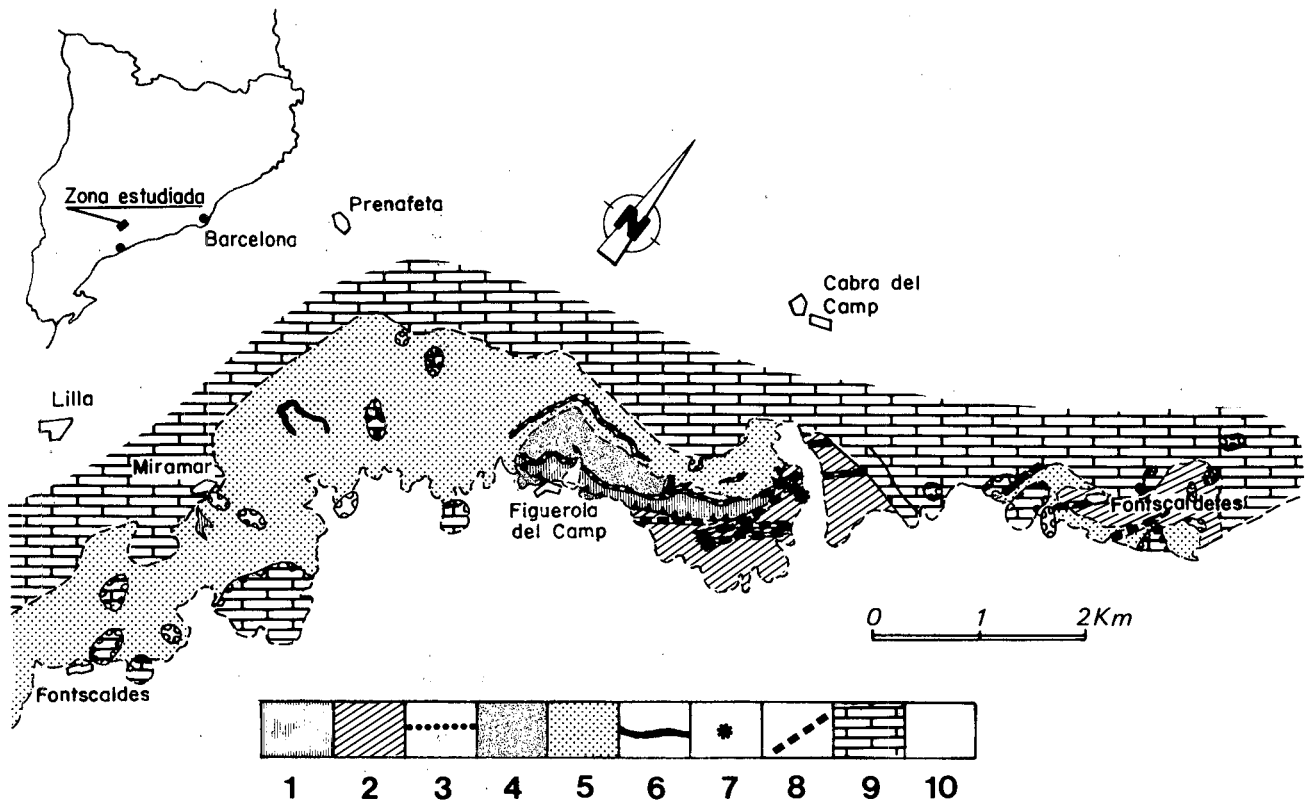 Zona estudiada
Barcelona
Prenafeta
N
Cabra del
Camp
Lilla
Miramar
Figuerola
del Camp
Fontscaldetes
0 1 2Km
Fontscaldes
1 2 3 4 5 6 7 8 9 10